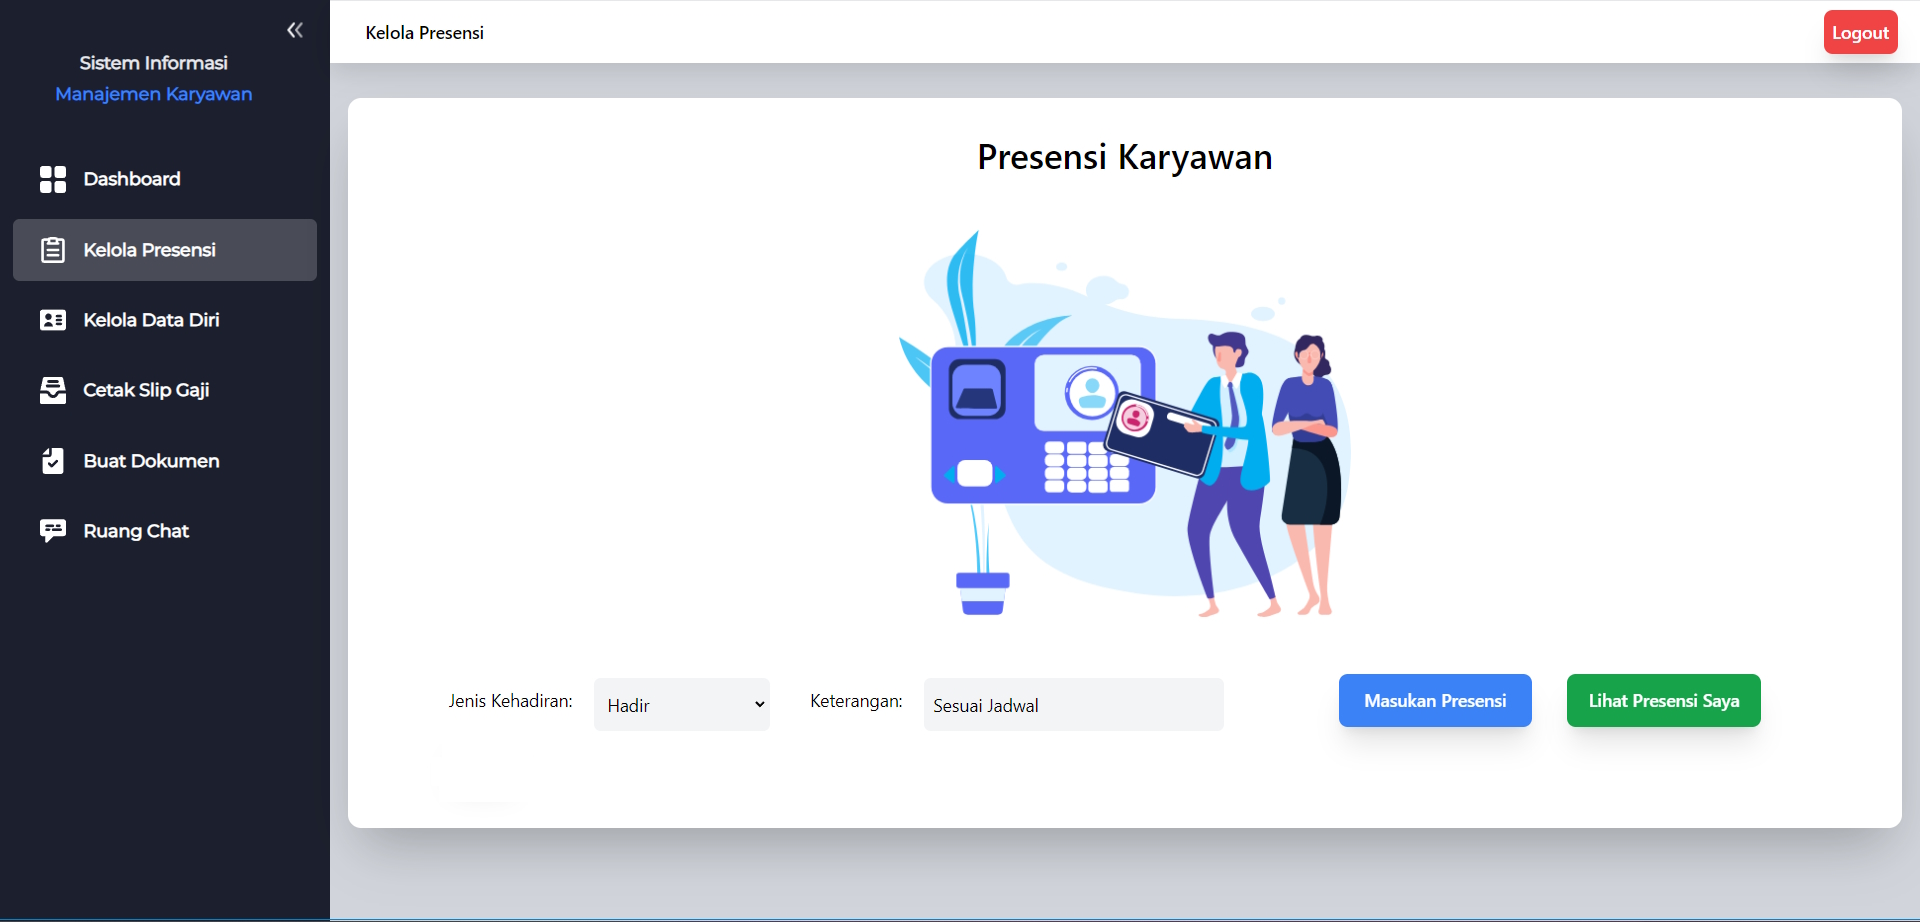 Sistem Informasi
Manajemen Karyawan
Dashboard
Kelola Presensi
Kelola Data Diri
Cetak Slip Gaji
Buat Dokumen
Ruang Chat
Kelola Presensi
Logout
Presensi Karyawan
Jenis Kehadiran:
Hadir
Keterangan:
Sesuai Jadwal
Masukan Presensi
Lihat Presensi Saya